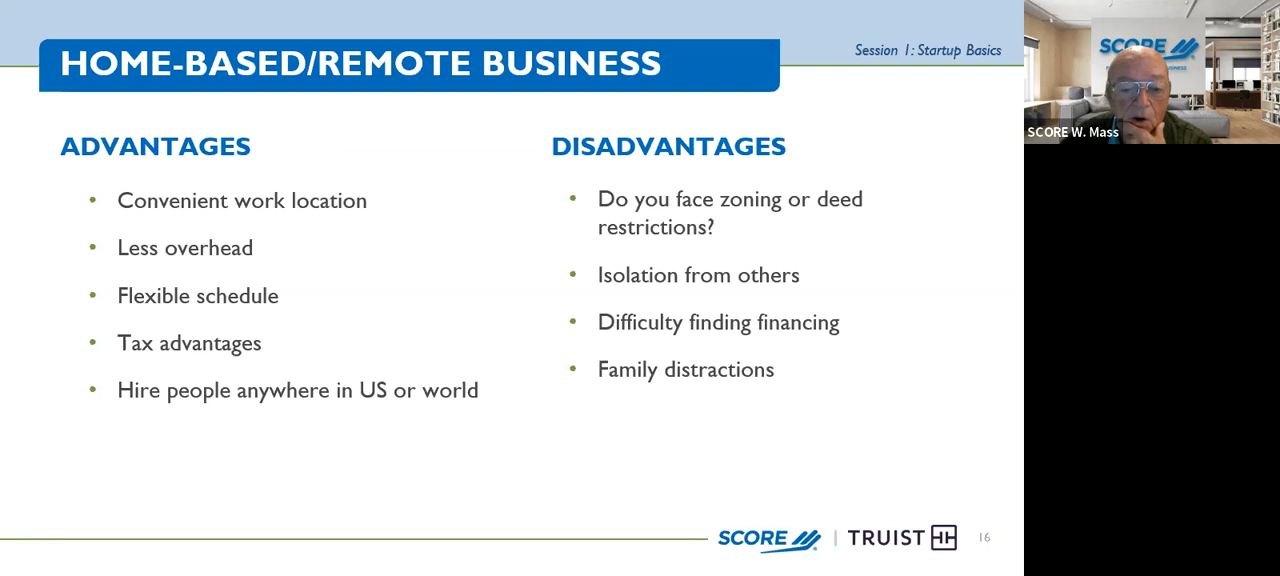 HOME-BASED/REMOTE BUSINESS
Session 1: Startup Basics
ADVANTAGES
• Convenient work location
• Less overhead
• Flexible schedule
• Tax advantages
• Hire people anywhere in US or world
DISADVANTAGES
• Do you face zoning or deed
restrictions?
• Isolation from others
• Difficulty finding financing
• Family distractions
SCORE | TRUIST
16
SCORE
SCORE W. Mass